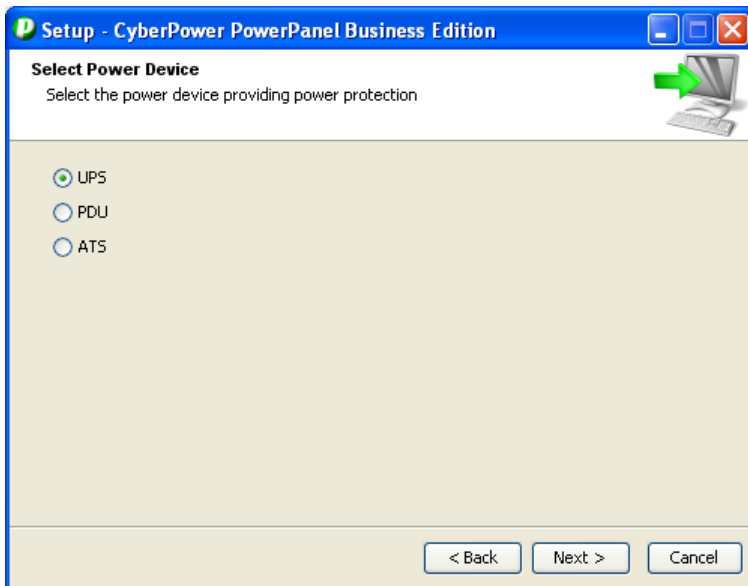 Setup - CyberPower PowerPanel Business Edition
Select Power Device
Select the power device providing power protection
UPS
PDU
ATS
< Back
Next >
Cancel